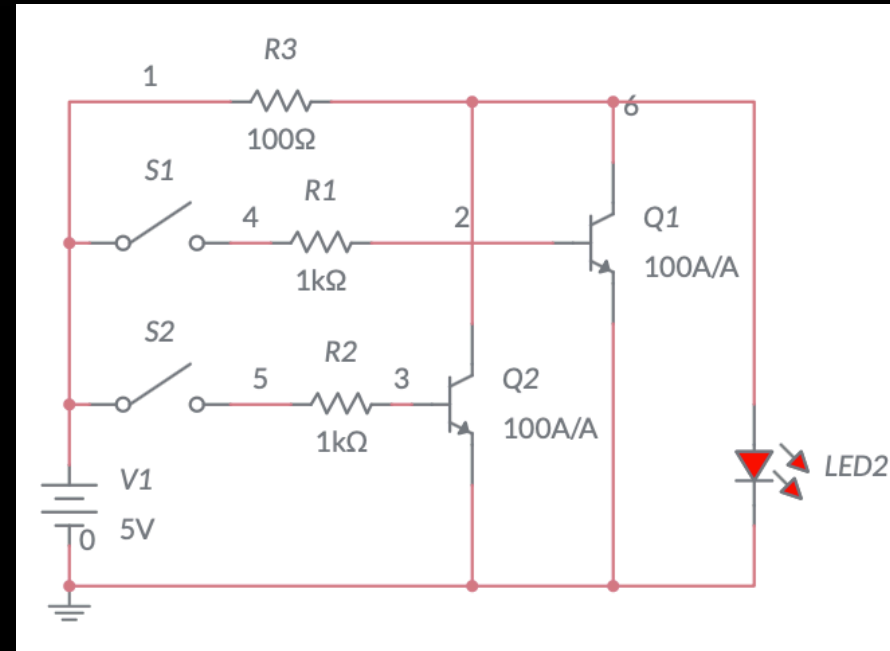 R3
1
100Ω
6
S1
R1
4
2
Q1
1kΩ
100A/A
S2
R2
5
3
Q2
1kΩ
100A/A
V1
LED2
5V
0